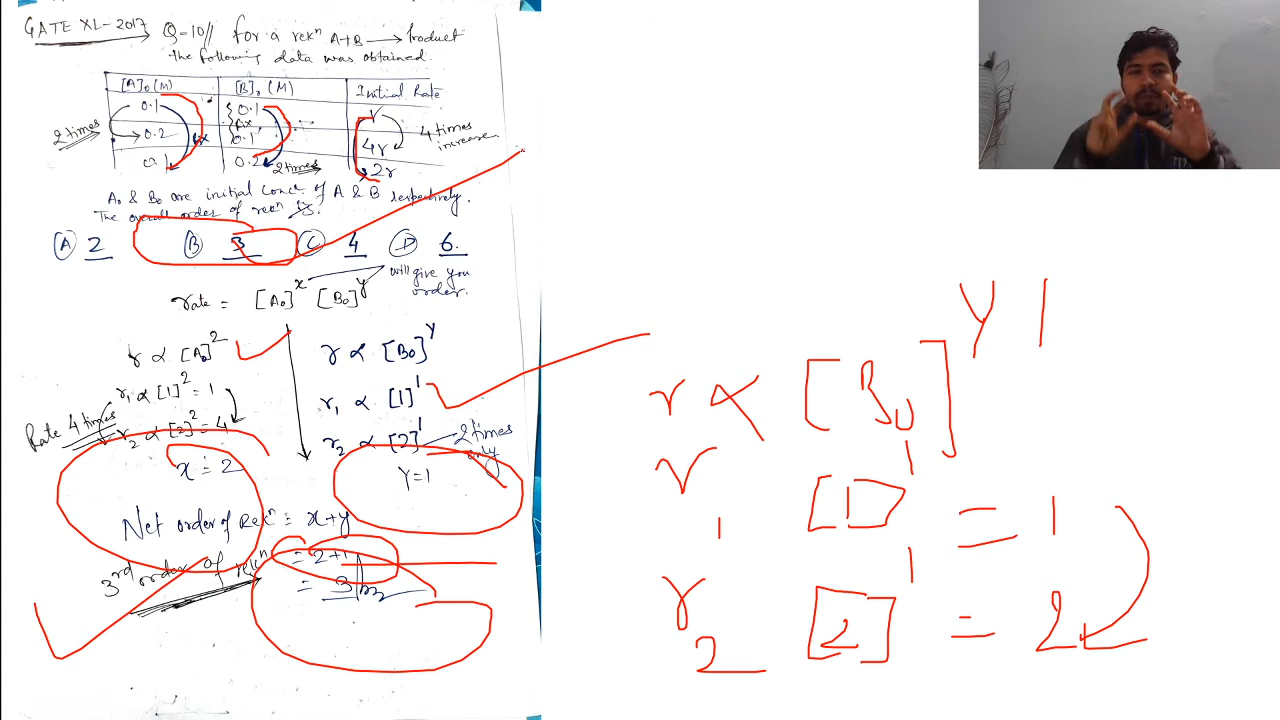 GATE XL-2017 → Q=10// for a rexⁿ A+B → Product
The following data was obtained.
[A]₀ (M) [B]₀ (M) Initial Rate
0.1 0.1 r
2 times 0.2 0.1 4r 4 times increase
0.1 0.2 2 times 2r
A₀ & B₀ are initial conc. of A & B respectively.
The overall order of rexⁿ is.
(A) 2 (B) 3 (C) 4 (D) 6.
rate = [A₀]ˣ [B₀]ʸ will give you order.
r ∝ [A₀]² r ∝ [B₀]ʸ
r₁ ∝ [1]² = 1 r₁ ∝ [1]¹
Rate 4 times r₂ ∝ [2]² = 4 r₂ ∝ [2]¹ 2 times only
x = 2 Y=1
Net order of Rexⁿ = x+y
3rd order of rexⁿ = 2+1
= 3
r ∝ [B₀]ʸ 1
r₁ [1]¹ = 1
r₂ [2]¹ = 2